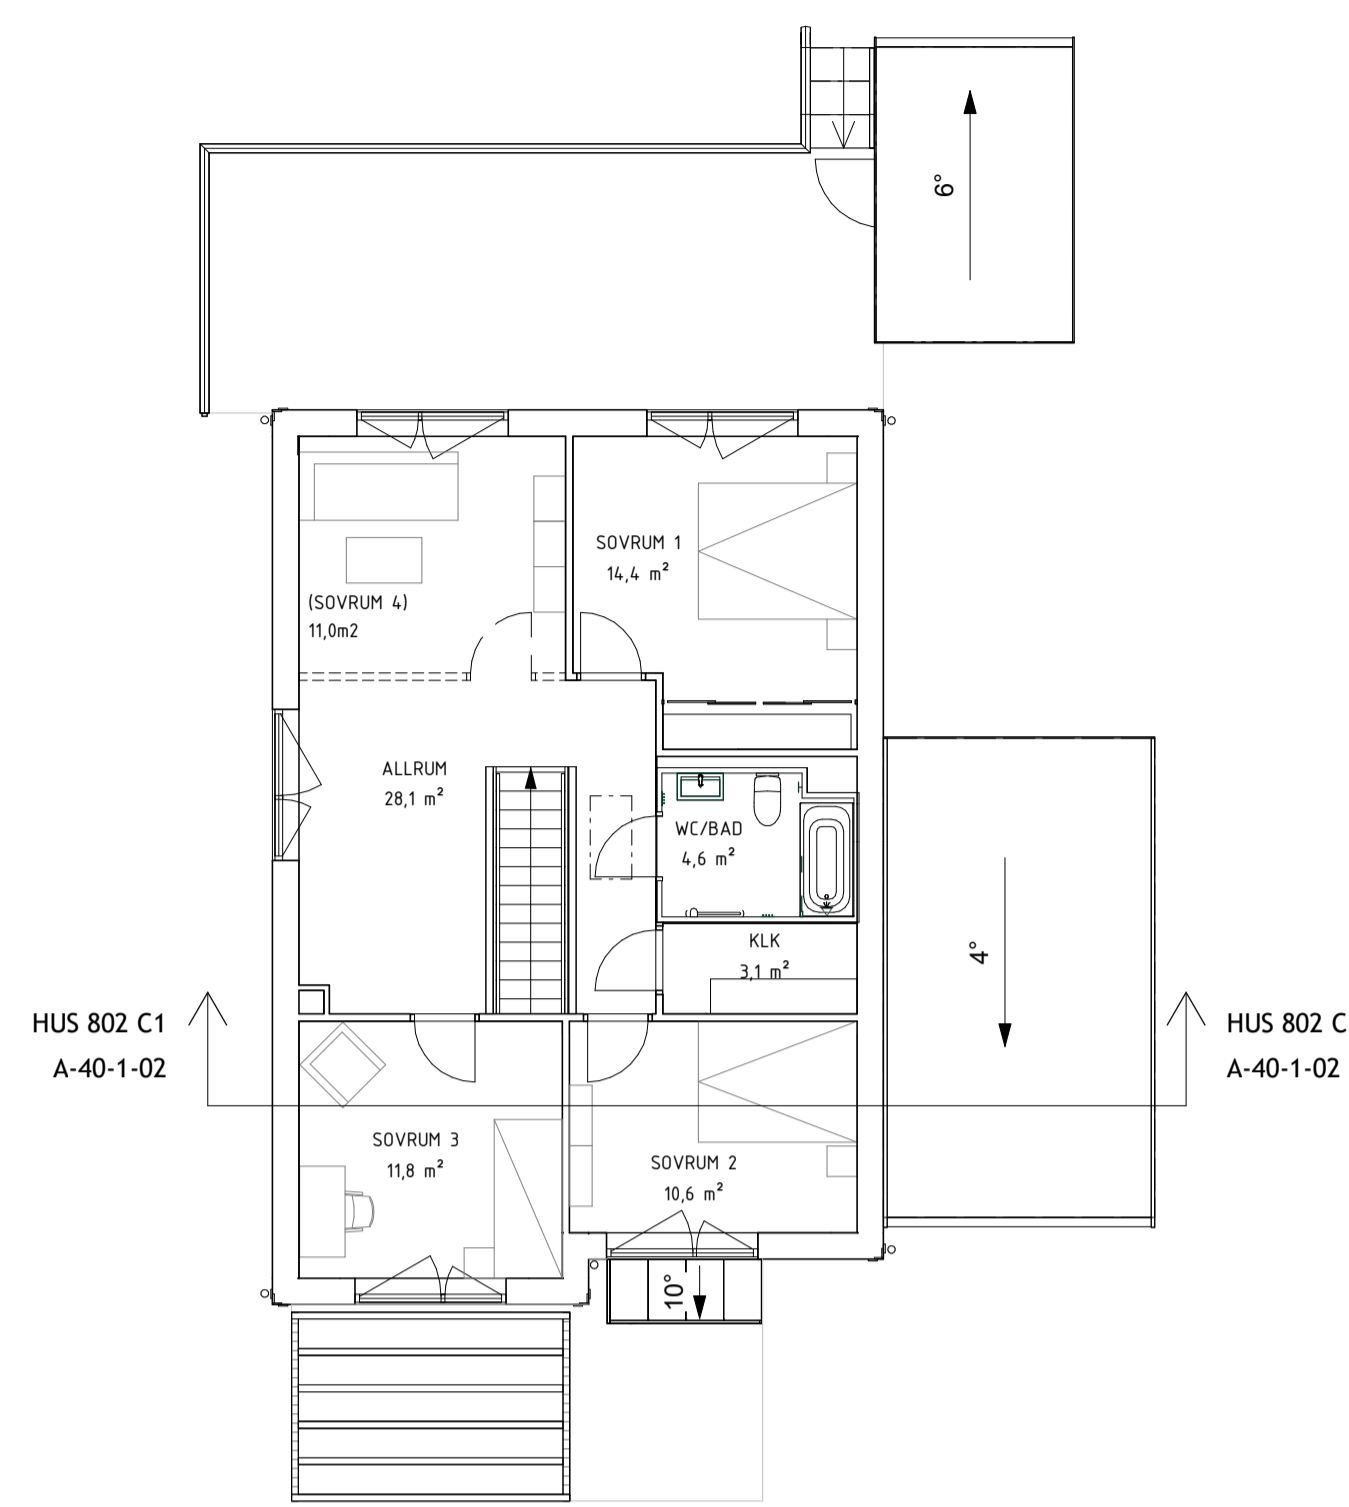 6°
SOVRUM 1
14,4 m²
(SOVRUM 4)
11,0m2
ALLRUM
28,1 m²
WC/BAD
4,6 m²
KLK
3,1 m²
4°
HUS 802 C1
A-40-1-02
HUS 802 C
A-40-1-02
SOVRUM 3
11,8 m²
SOVRUM 2
10,6 m²
10°